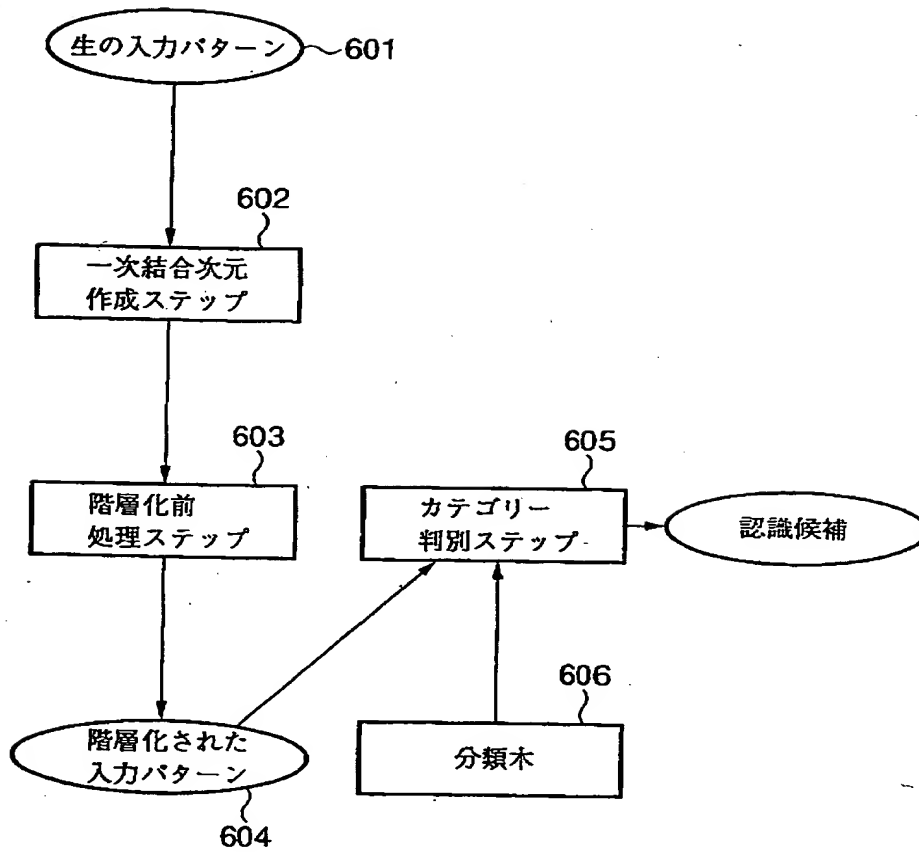 生の入力パターン
601
602
一次結合次元
作成ステップ
603
階層化前
処理ステップ
605
カテゴリー
判別ステップ
認識候補
階層化された
入力パターン
604
606
分類木